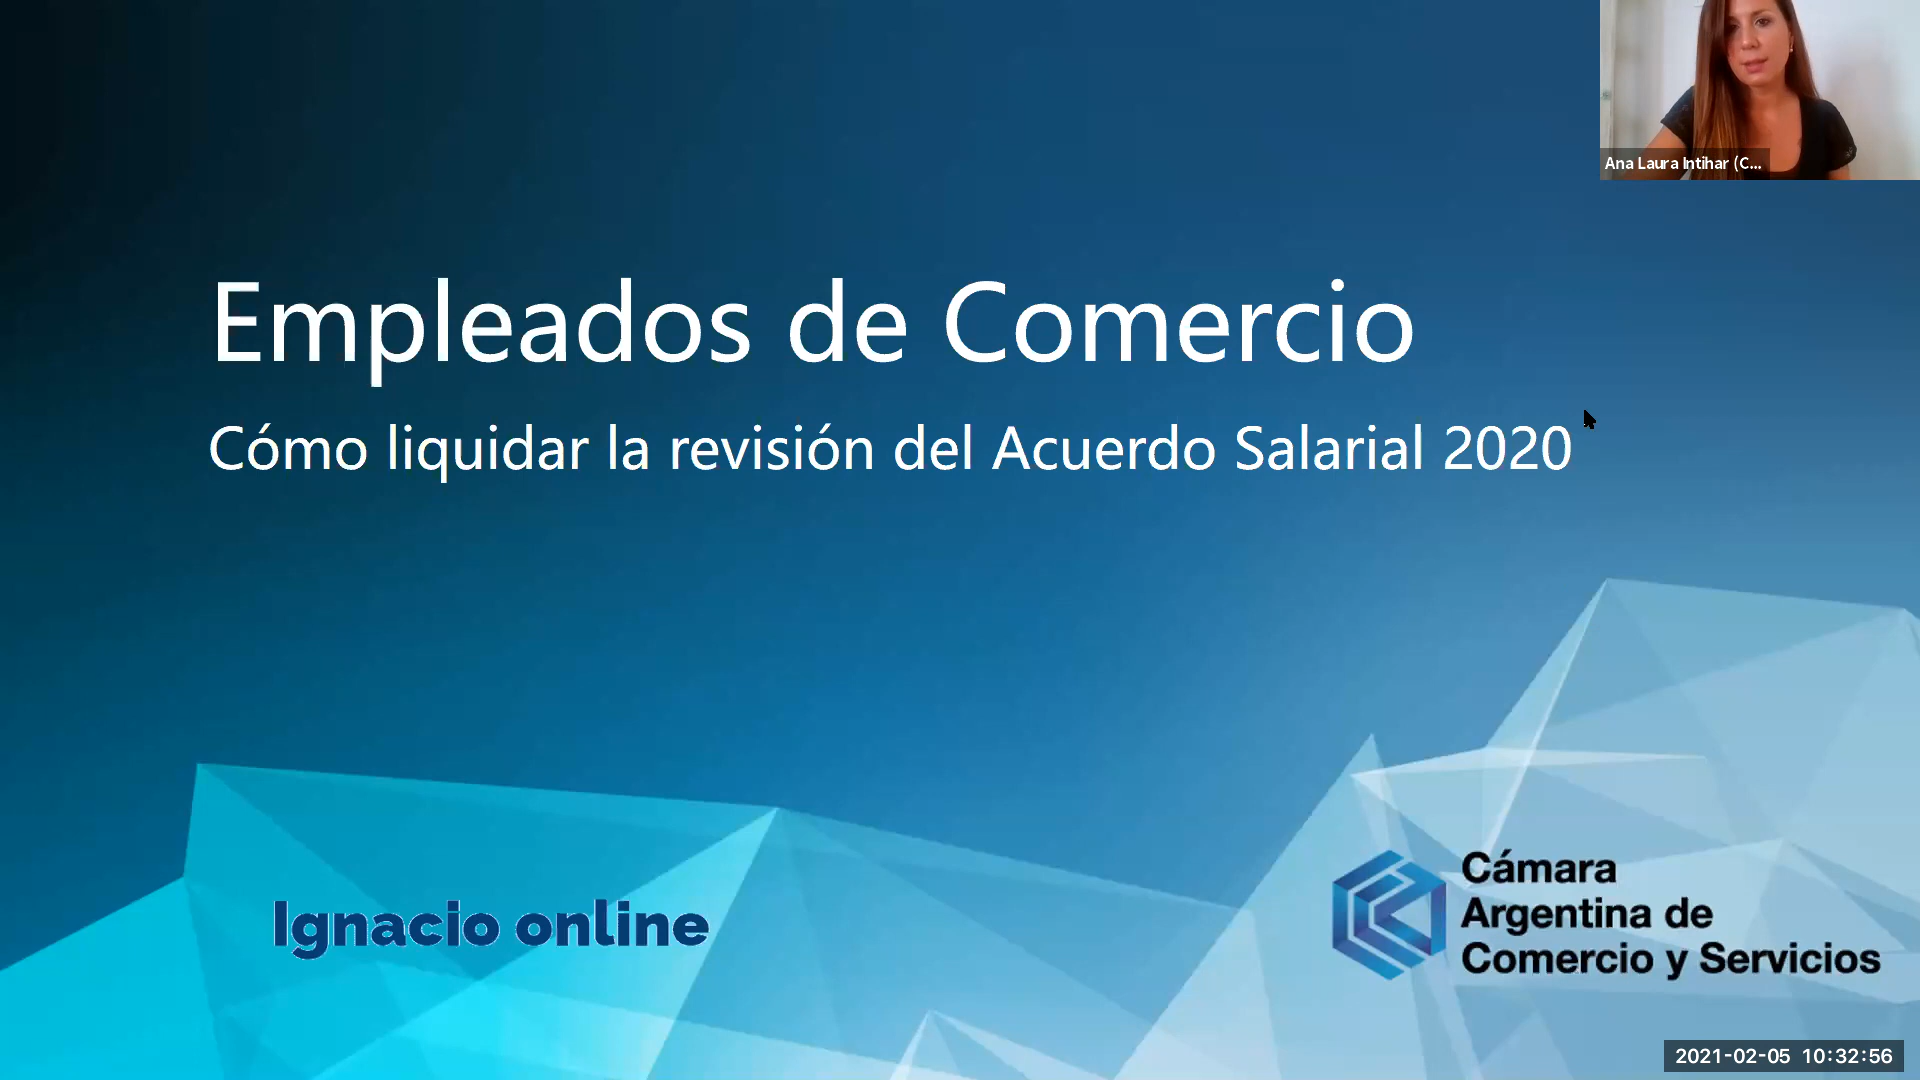 Ana Laura Intihar (C...
Empleados de Comercio
Cómo liquidar la revisión del Acuerdo Salarial 2020
Ignacio online
Cámara
Argentina de
Comercio y Servicios
2021-02-05 10:32:56